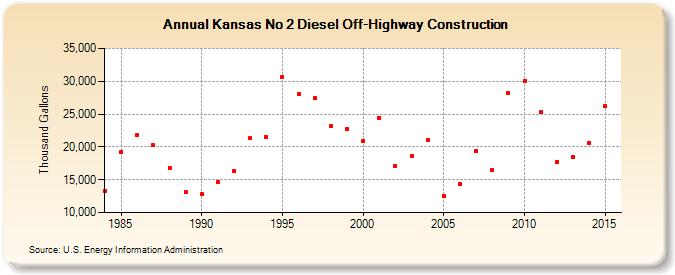 Annual Kansas No 2 Diesel Off-Highway Construction
Thousand Gallons
35,000
30,000
25,000
20,000
15,000
10,000
1985 1990 1995 2000 2005 2010 2015
Source: U.S. Energy Information Administration